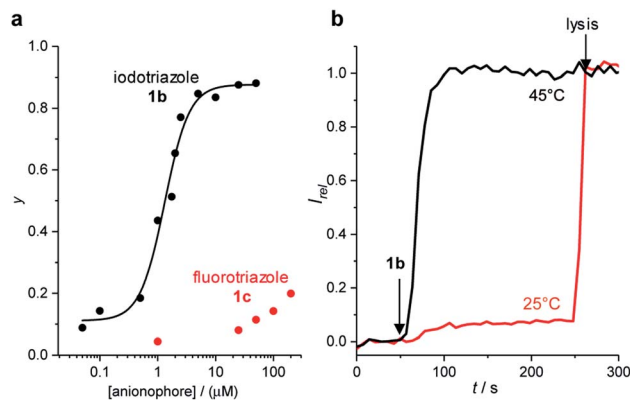 a
1.0
0.8
0.6
0.4
0.2
0.0
y
iodotriazole
1b
fluorotriazole
1c
0.1 1 10 100
[anionophore] / (μM)
b
lysis
1.0
0.8
0.6
0.4
0.2
0.0
I_rel
45°C
1b
25°C
0 100 200 300
t / s